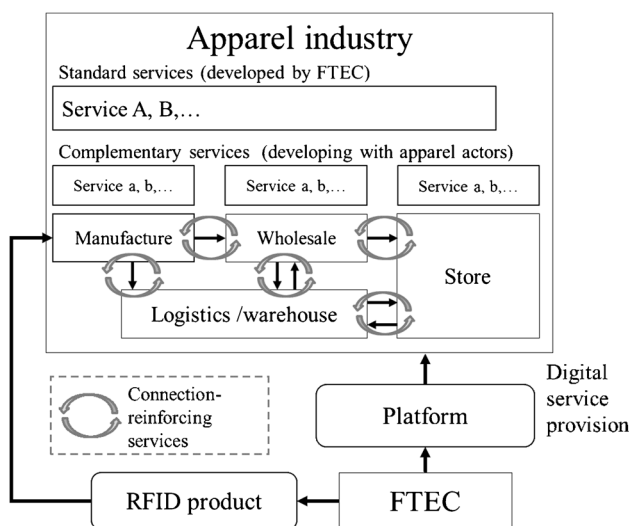 Apparel industry
Standard services (developed by FTEC)
Service A, B,…
Complementary services (developing with apparel actors)
Service a, b,…
Service a, b,…
Service a, b,…
Manufacture
Wholesale
Store
Logistics /warehouse
Connection-
reinforcing
services
Platform
Digital
service
provision
RFID product
FTEC